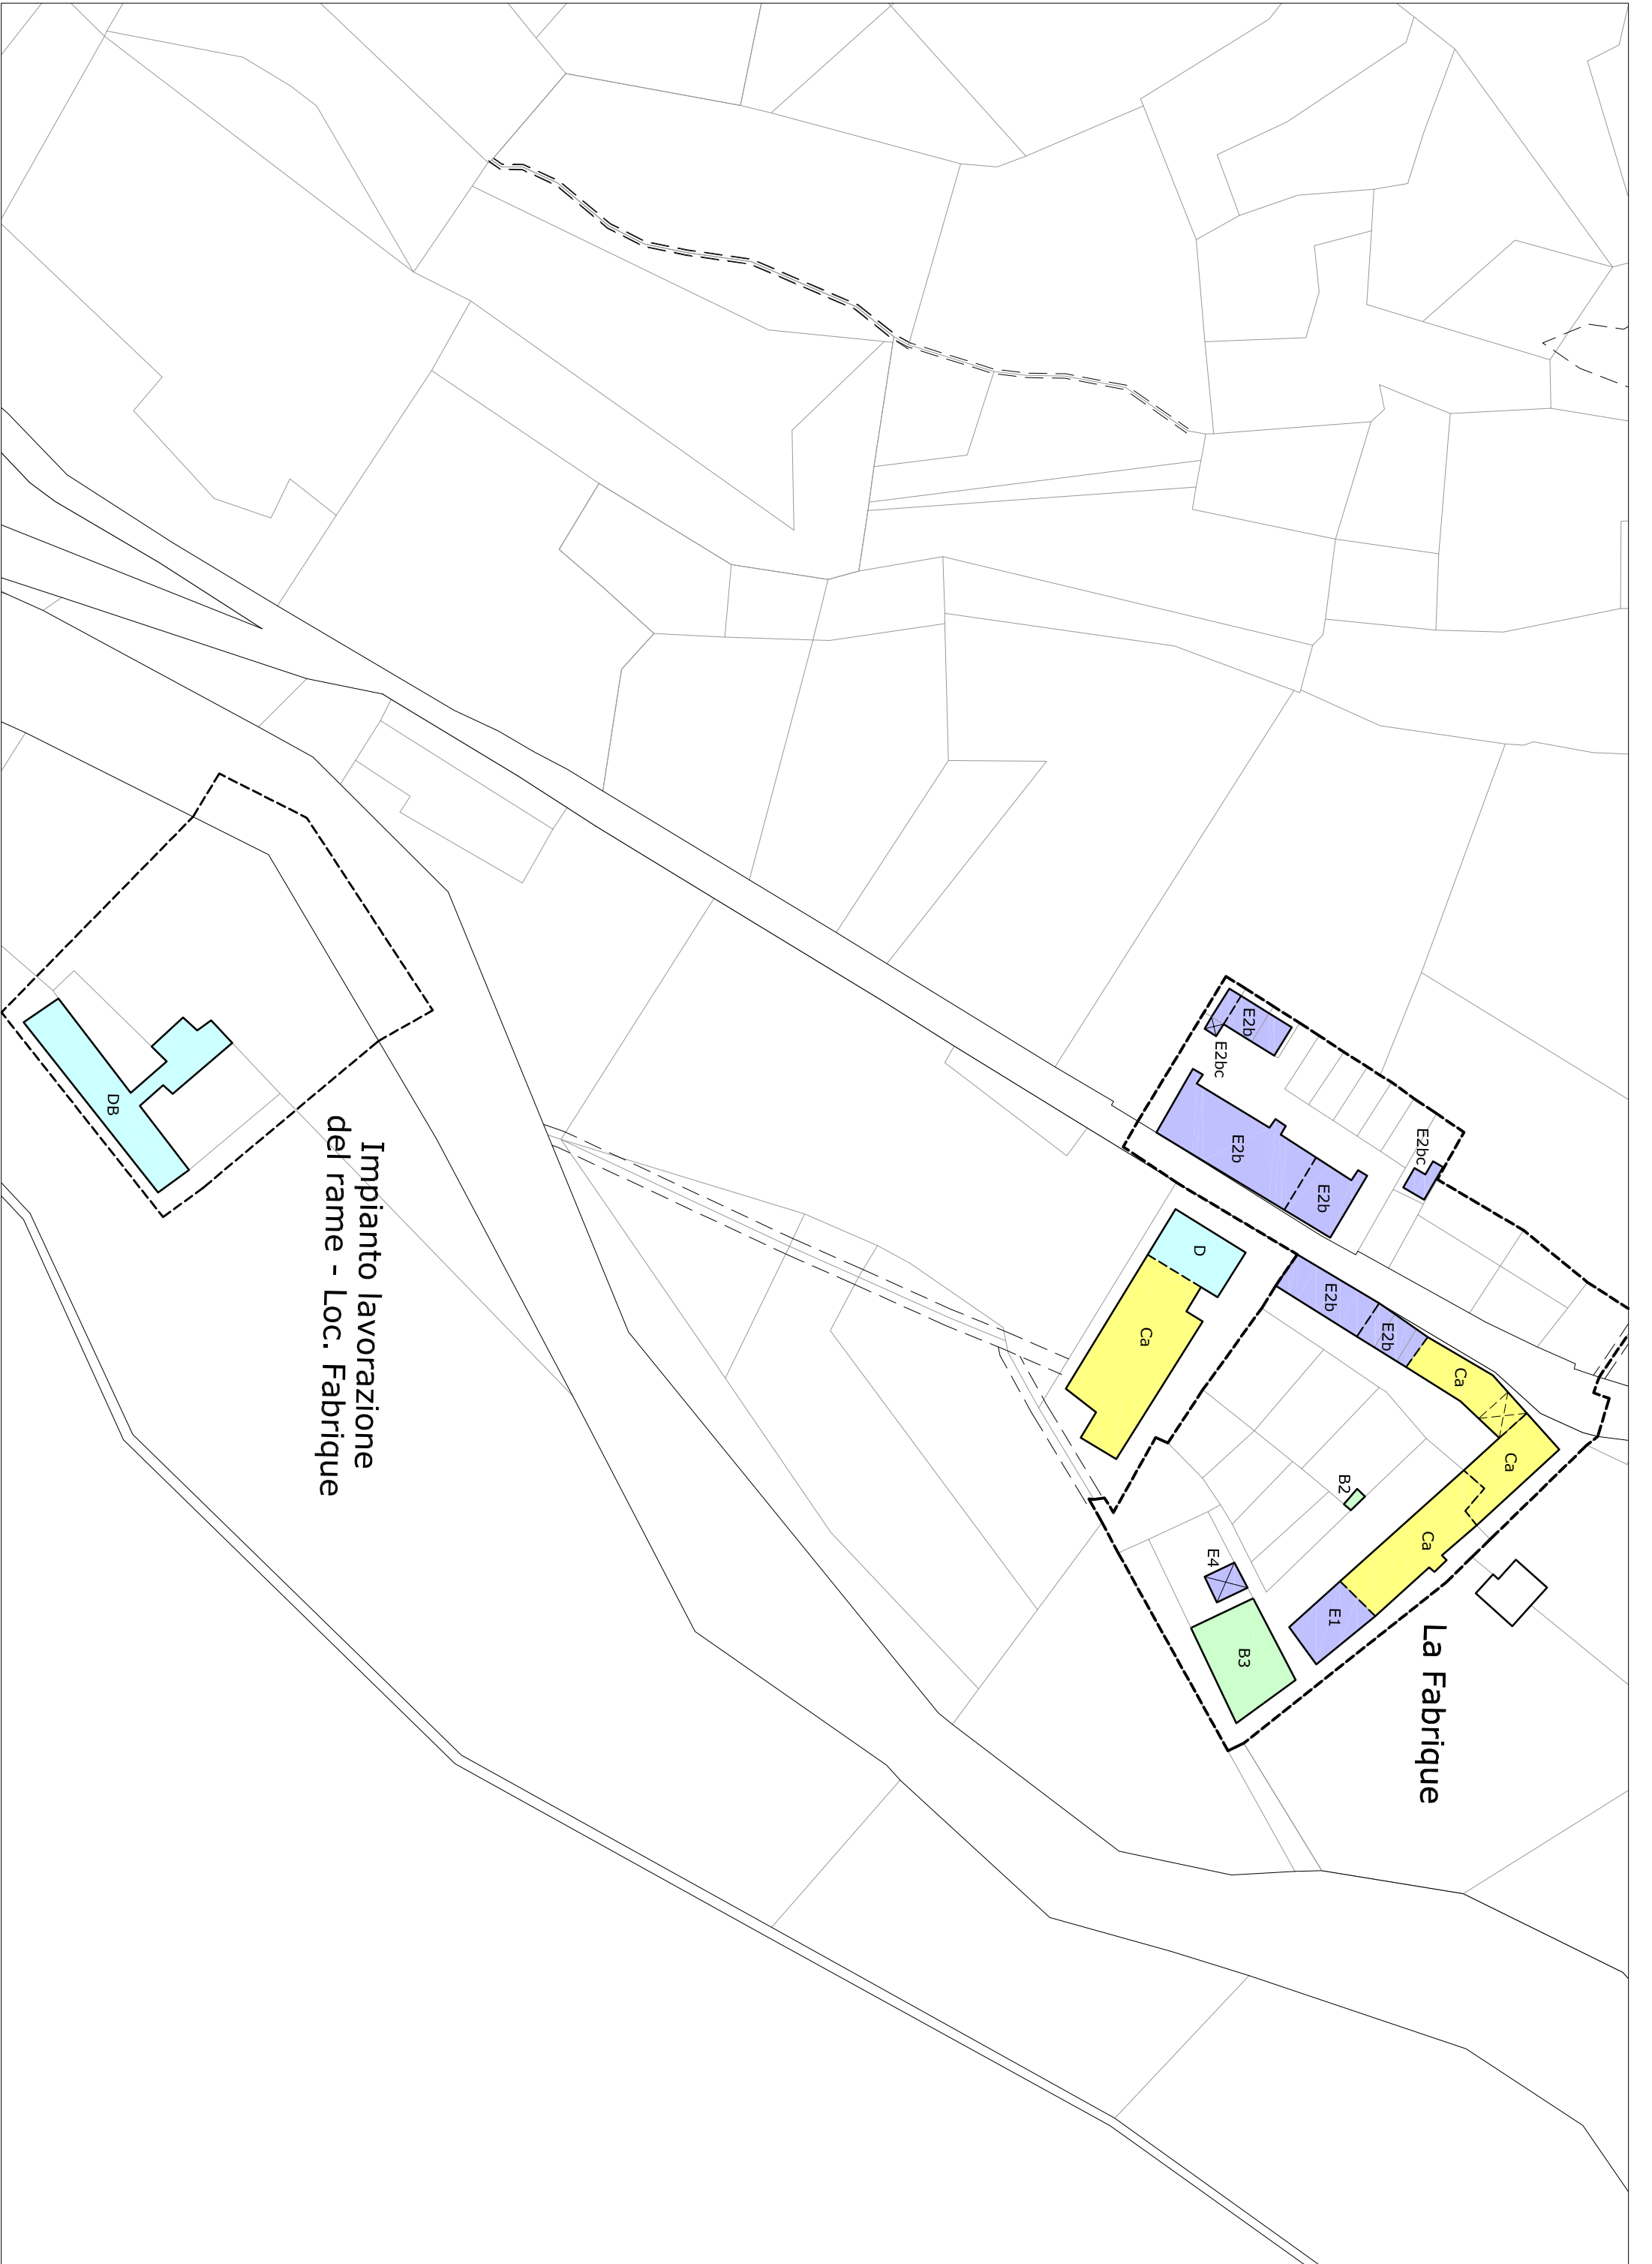 E2b
E2bc
E2bc
E2b
E2b
D
E2b
Ca
E2b
Ca
Ca
B2
Ca
E4
E1
B3
La Fabrique
DB
Impianto lavorazione
del rame - Loc. Fabrique